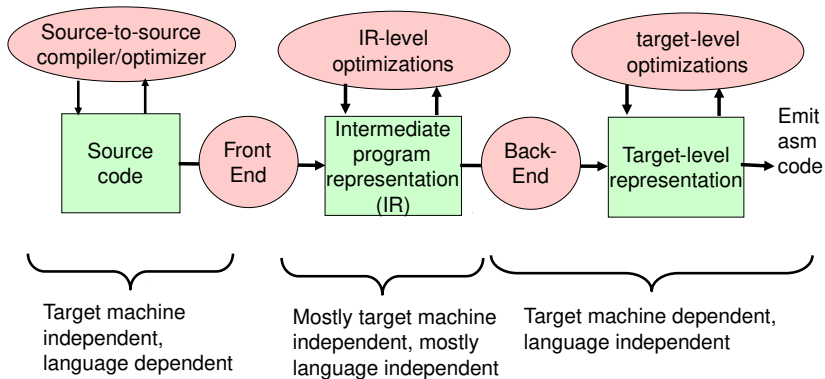 Source-to-source
compiler/optimizer
IR-level
optimizations
target-level
optimizations
Source
code
Front
End
Intermediate
program
representation
(IR)
Back-
End
Target-level
representation
Emit
asm
code
Target machine
independent,
language dependent
Mostly target machine
independent, mostly
language independent
Target machine dependent,
language independent